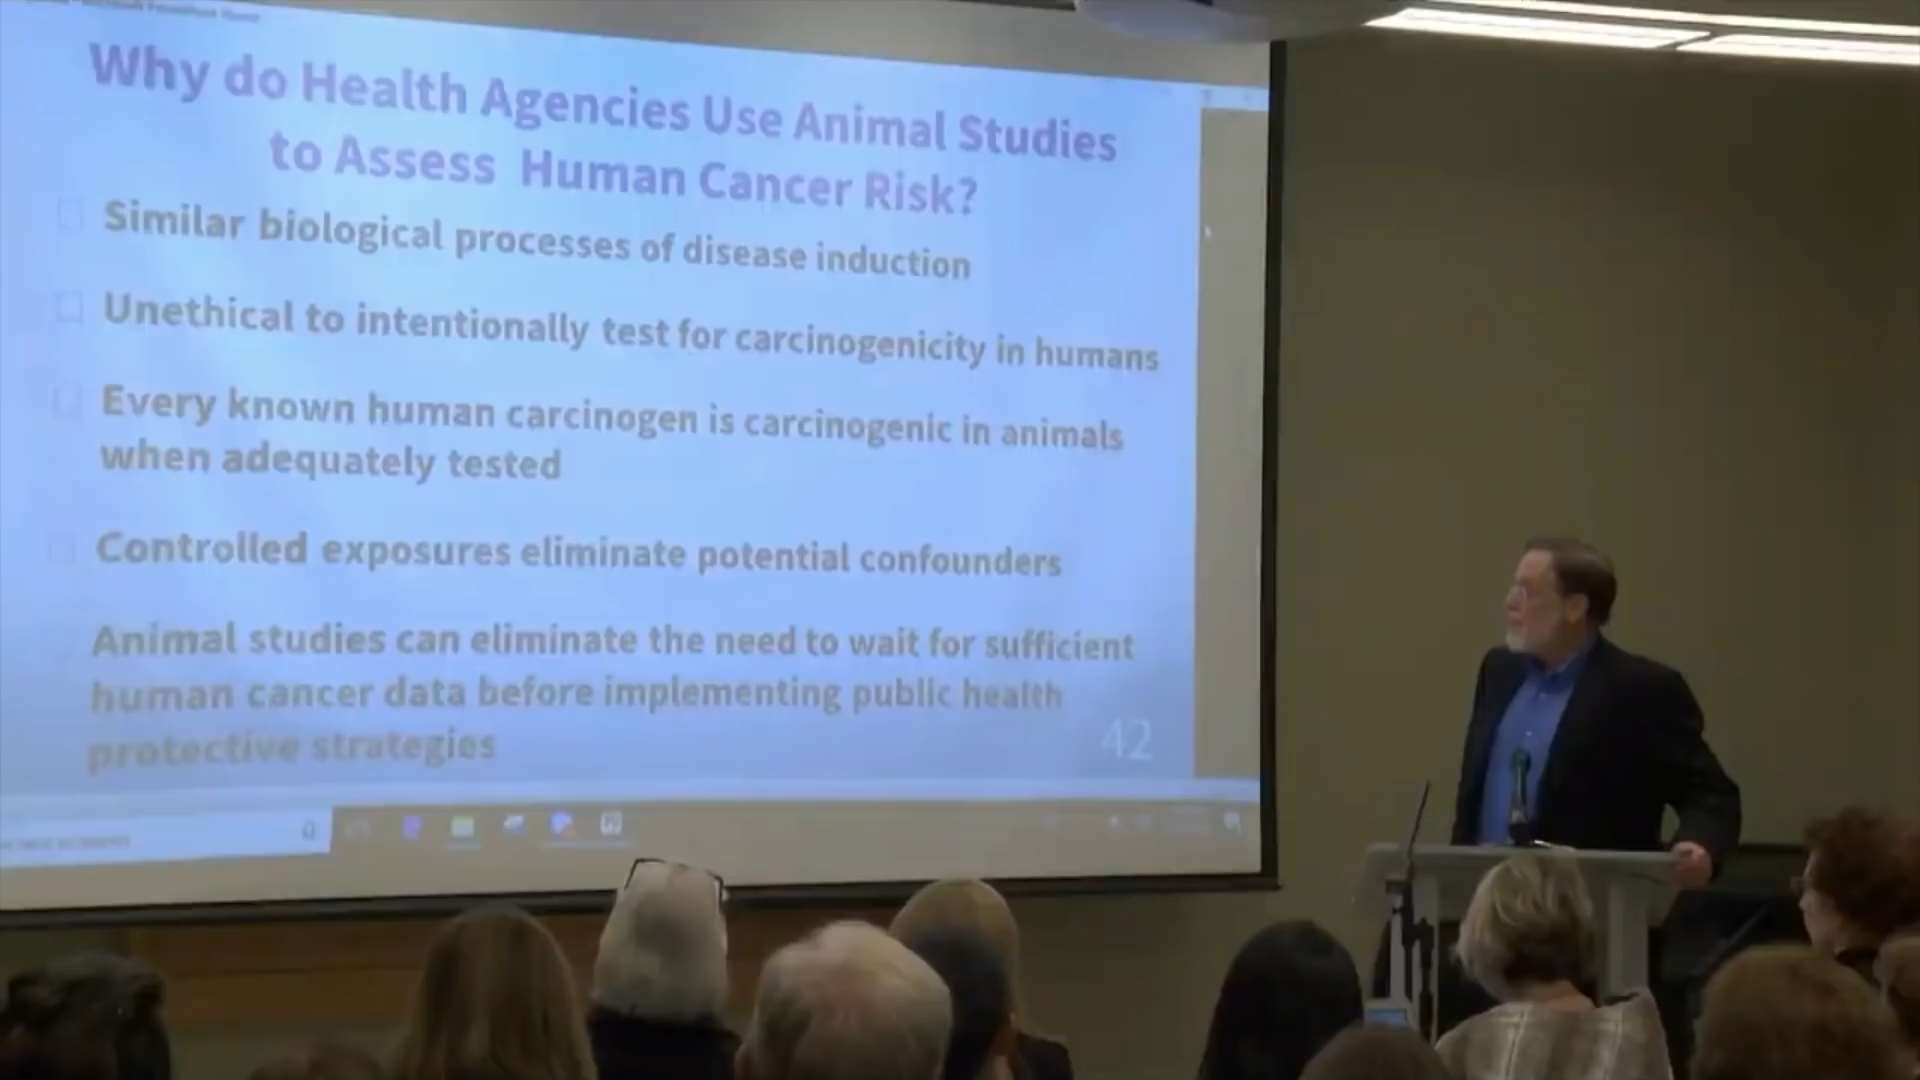 Why do Health Agencies Use Animal Studies
to Assess Human Cancer Risk?
Similar biological processes of disease induction
Unethical to intentionally test for carcinogenicity in humans
Every known human carcinogen is carcinogenic in animals
when adequately tested
Controlled exposures eliminate potential confounders
Animal studies can eliminate the need to wait for sufficient
human cancer data before implementing public health
protective strategies
42